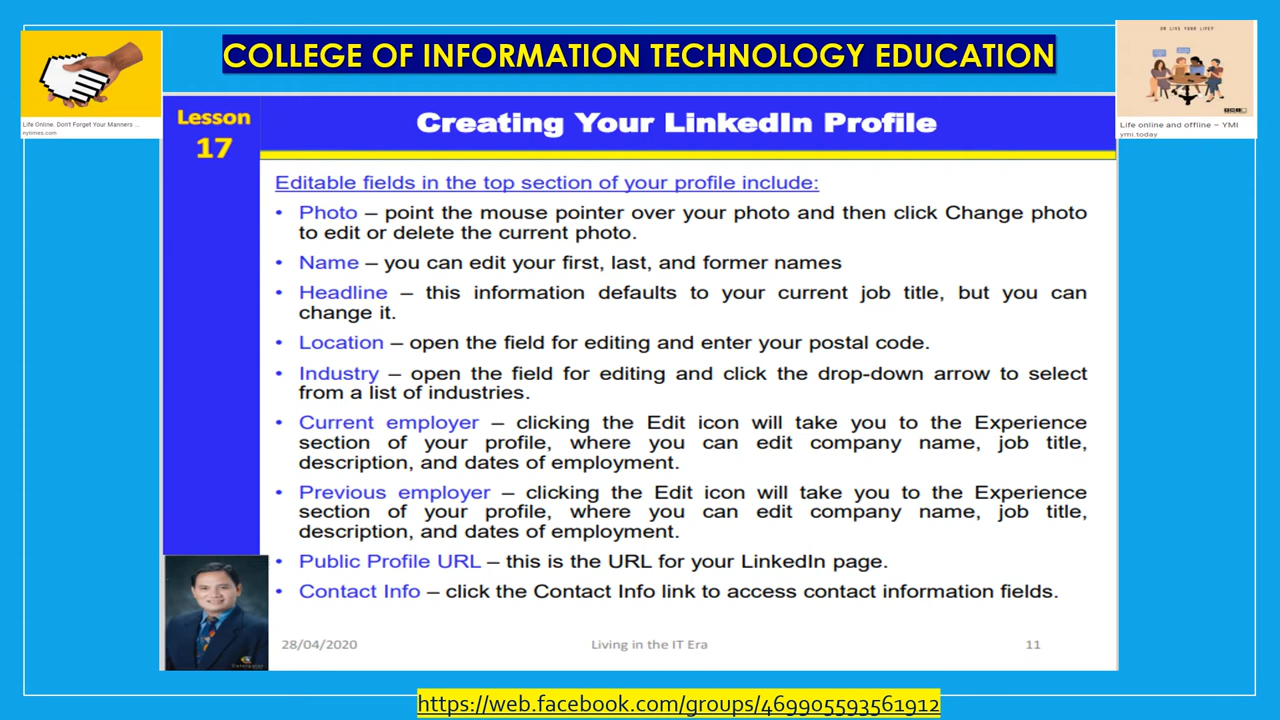 COLLEGE OF INFORMATION TECHNOLOGY EDUCATION
OR LIVE YOUR LIFE?
Life Online: Don't Forget Your Manners ...
nytimes.com
Life online and offline – YMI
ymi.today
Lesson
17
Creating Your LinkedIn Profile
Editable fields in the top section of your profile include:
• Photo – point the mouse pointer over your photo and then click Change photo
to edit or delete the current photo.
• Name – you can edit your first, last, and former names
• Headline – this information defaults to your current job title, but you can
change it.
• Location – open the field for editing and enter your postal code.
• Industry – open the field for editing and click the drop-down arrow to select
from a list of industries.
• Current employer – clicking the Edit icon will take you to the Experience
section of your profile, where you can edit company name, job title,
description, and dates of employment.
• Previous employer – clicking the Edit icon will take you to the Experience
section of your profile, where you can edit company name, job title,
description, and dates of employment.
• Public Profile URL – this is the URL for your LinkedIn page.
• Contact Info – click the Contact Info link to access contact information fields.
28/04/2020
Living in the IT Era
11
https://web.facebook.com/groups/469905593561912